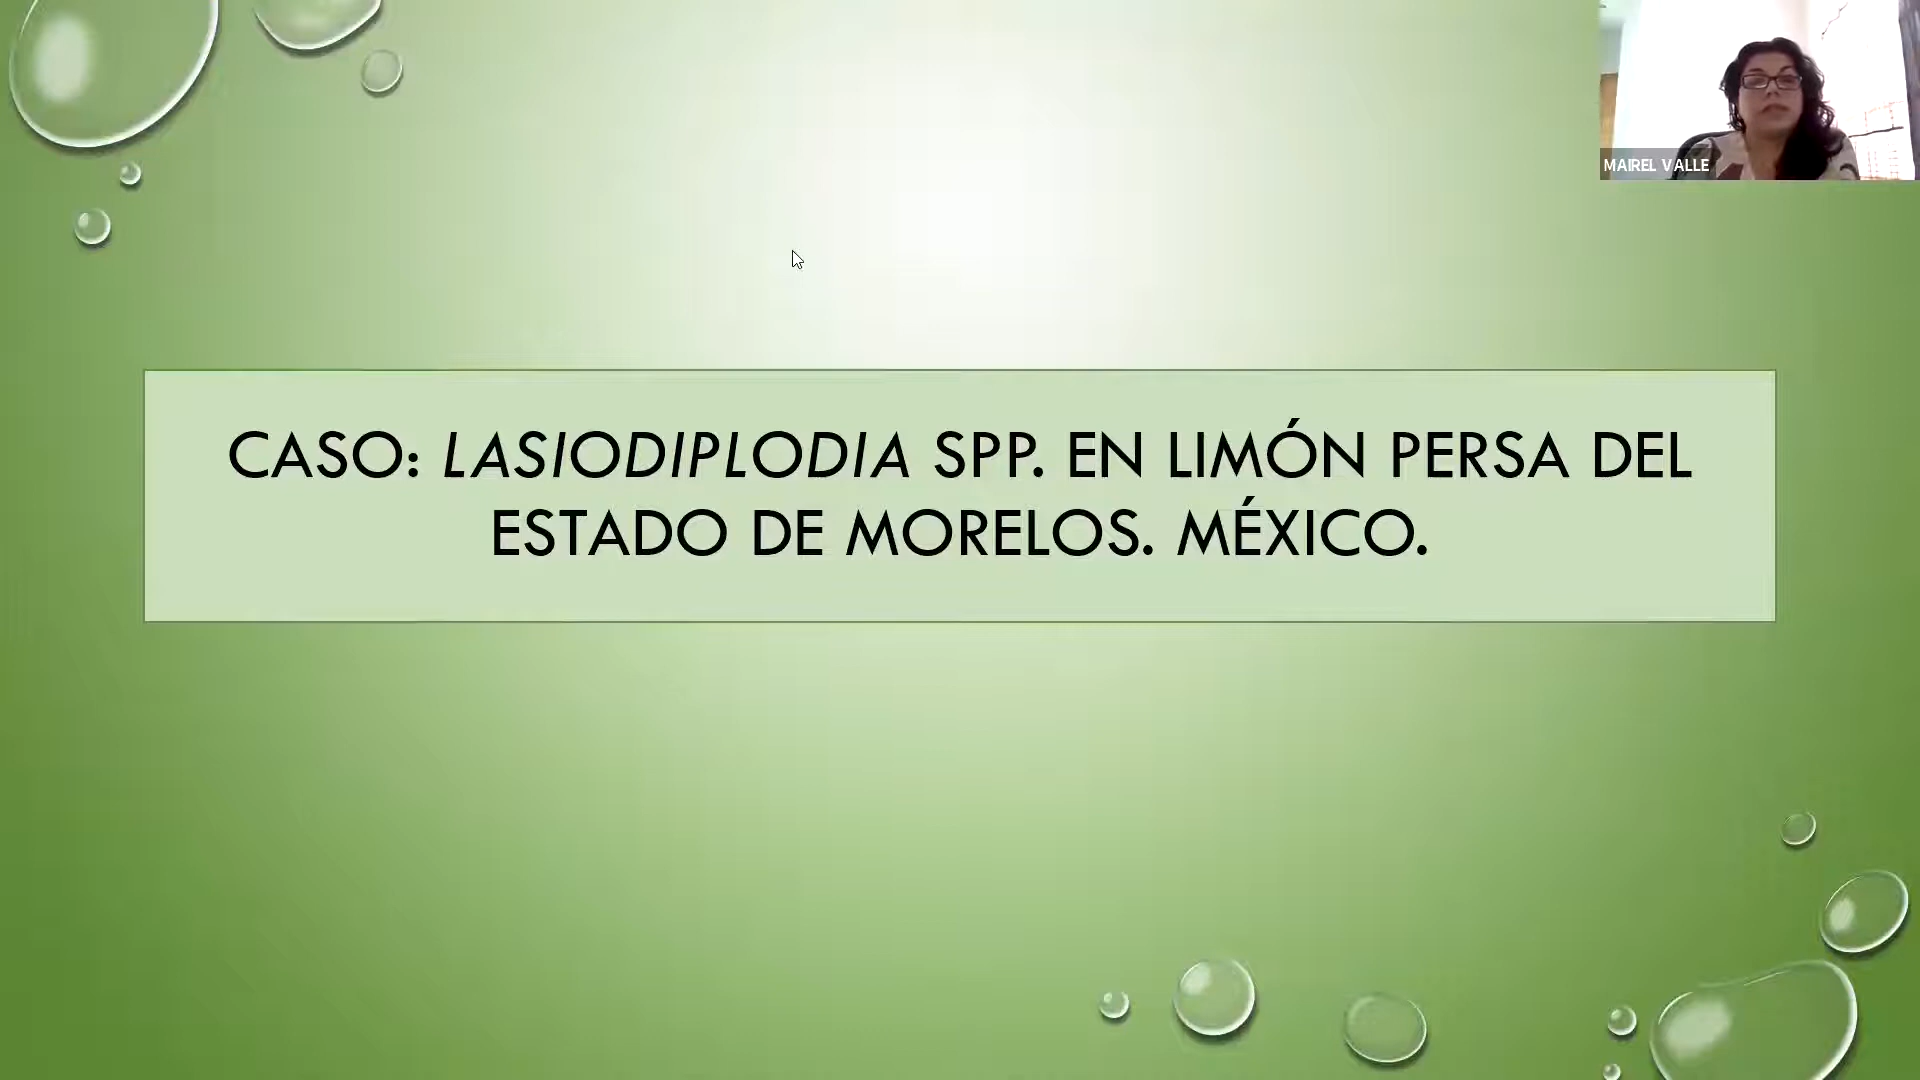 MAIREL VALLE
CASO: LASIODIPLODIA SPP. EN LIMÓN PERSA DEL
ESTADO DE MORELOS. MÉXICO.